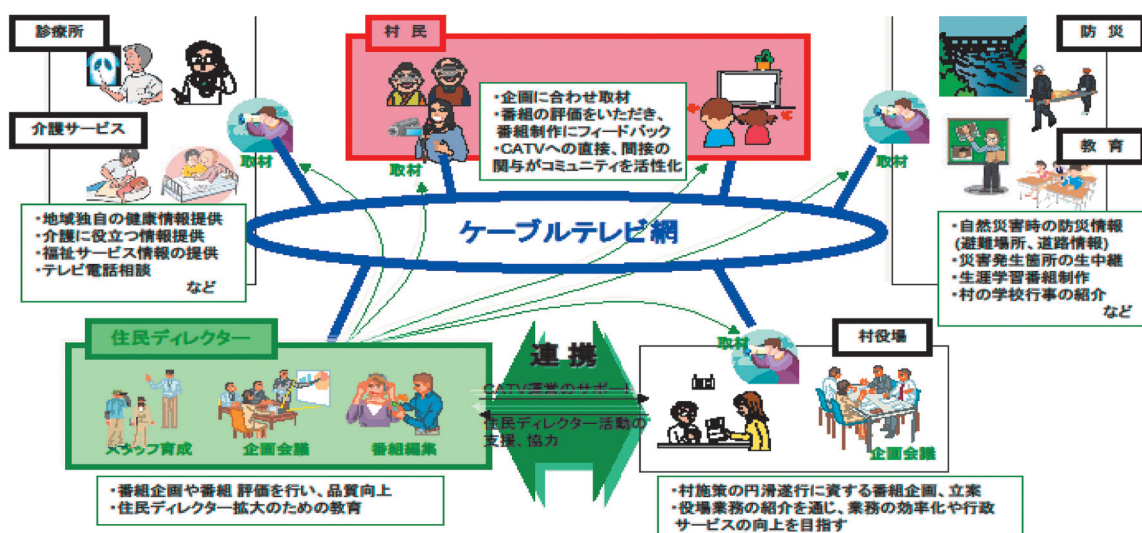 診療所
介護サービス
取材
・地域独自の健康情報提供
・介護に役立つ情報提供
・福祉サービス情報の提供
・テレビ電話相談
など
村 民
・企画に合わせ取材
・番組の評価をいただき、
番組制作にフィードバック
・CATVへの直接、間接の
関与がコミュニティを活性化
取材
防 災
教 育
取材
・自然災害時の防災情報
(避難場所、道路情報)
・災害発生箇所の生中継
・生涯学習番組制作
・村の学校行事の紹介
など
ケーブルテレビ網
住民ディレクター
スタッフ育成
企画会議
番組編集
・番組企画や番組 評価を行い、品質向上
・住民ディレクター拡大のための教育
連 携
CATV運営のサポート
住民ディレクター活動の
支援、協力
取材
村役場
企画会議
・村施策の円滑遂行に資する番組企画、立案
・役場業務の紹介を通じ、業務の効率化や行政
サービスの向上を目指す